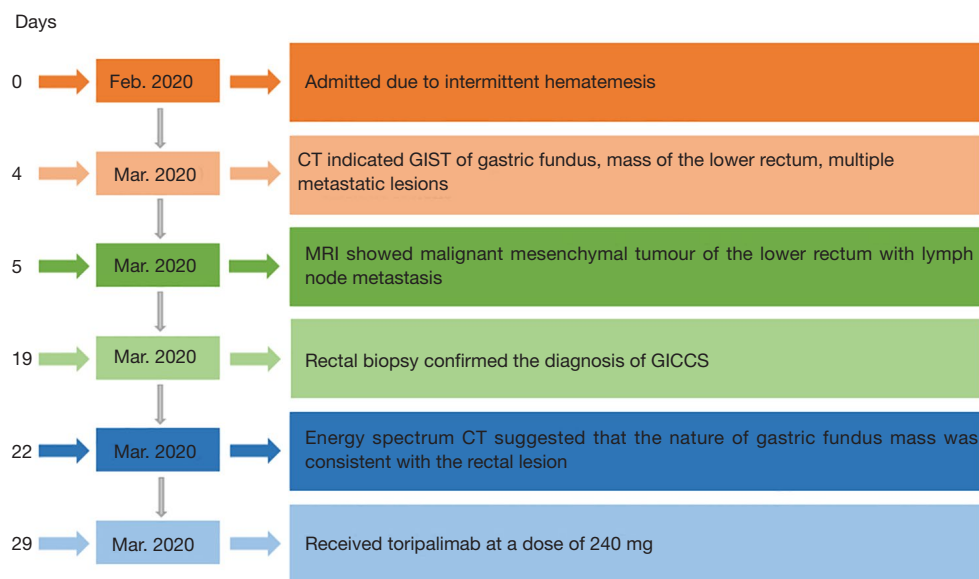 Days
0 Feb. 2020 Admitted due to intermittent hematemesis
4 Mar. 2020 CT indicated GIST of gastric fundus, mass of the lower rectum, multiple
metastatic lesions
5 Mar. 2020 MRI showed malignant mesenchymal tumour of the lower rectum with lymph
node metastasis
19 Mar. 2020 Rectal biopsy confirmed the diagnosis of GICCS
22 Mar. 2020 Energy spectrum CT suggested that the nature of gastric fundus mass was
consistent with the rectal lesion
29 Mar. 2020 Received toripalimab at a dose of 240 mg